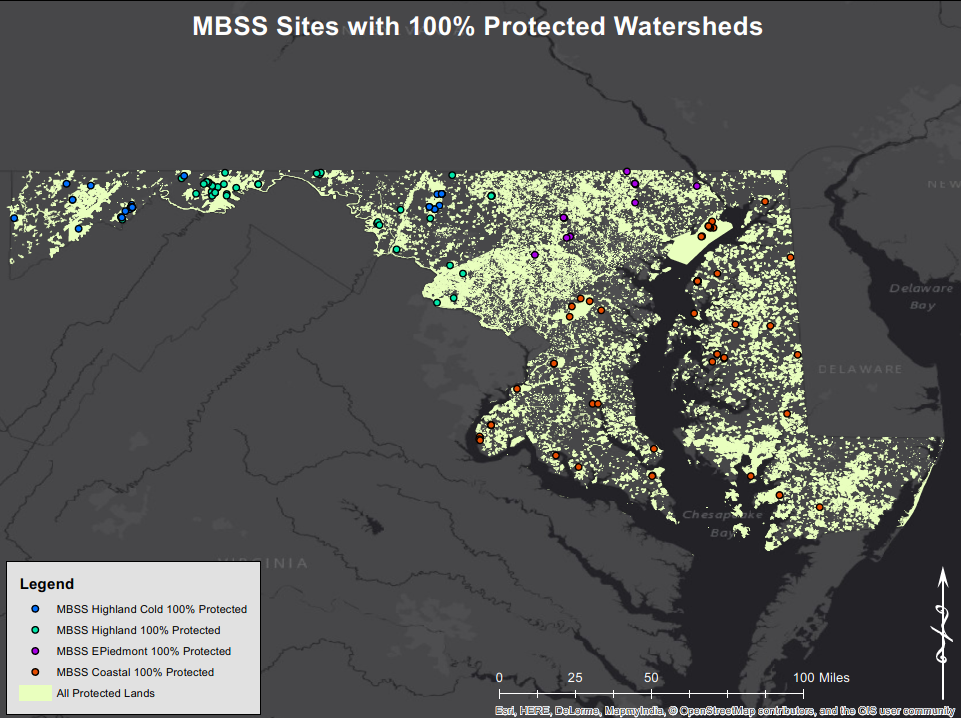 MBSS Sites with 100% Protected Watersheds
Delaware
Bay
DELAWARE
Chesapeake
Bay
VIRGINIA
Legend
MBSS Highland Cold 100% Protected
MBSS Highland 100% Protected
MBSS EPiedmont 100% Protected
MBSS Coastal 100% Protected
All Protected Lands
0 25 50 100 Miles
Esri, HERE, DeLorme, MapmyIndia, © OpenStreetMap contributors, and the GIS user community